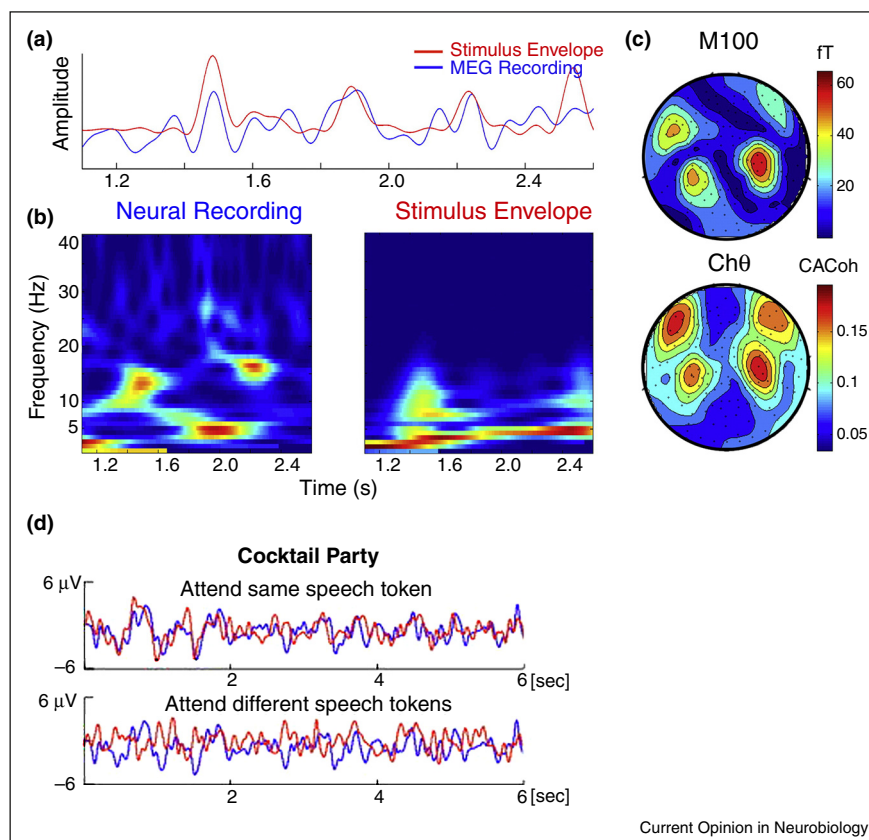 (a)
Stimulus Envelope
MEG Recording
Amplitude
1.2 1.6 2.0 2.4
(b)
Neural Recording Stimulus Envelope
Frequency (Hz)
40
30
20
10
5
1.2 1.6 2.0 2.4 1.2 1.6 2.0 2.4
Time (s)
(c)
M100
fT
60
40
20
Chθ
CACoh
0.15
0.1
0.05
(d)
Cocktail Party
Attend same speech token
6 µV
−6
2 4 6 [sec]
Attend different speech tokens
6 µV
−6
2 4 6 [sec]
Current Opinion in Neurobiology